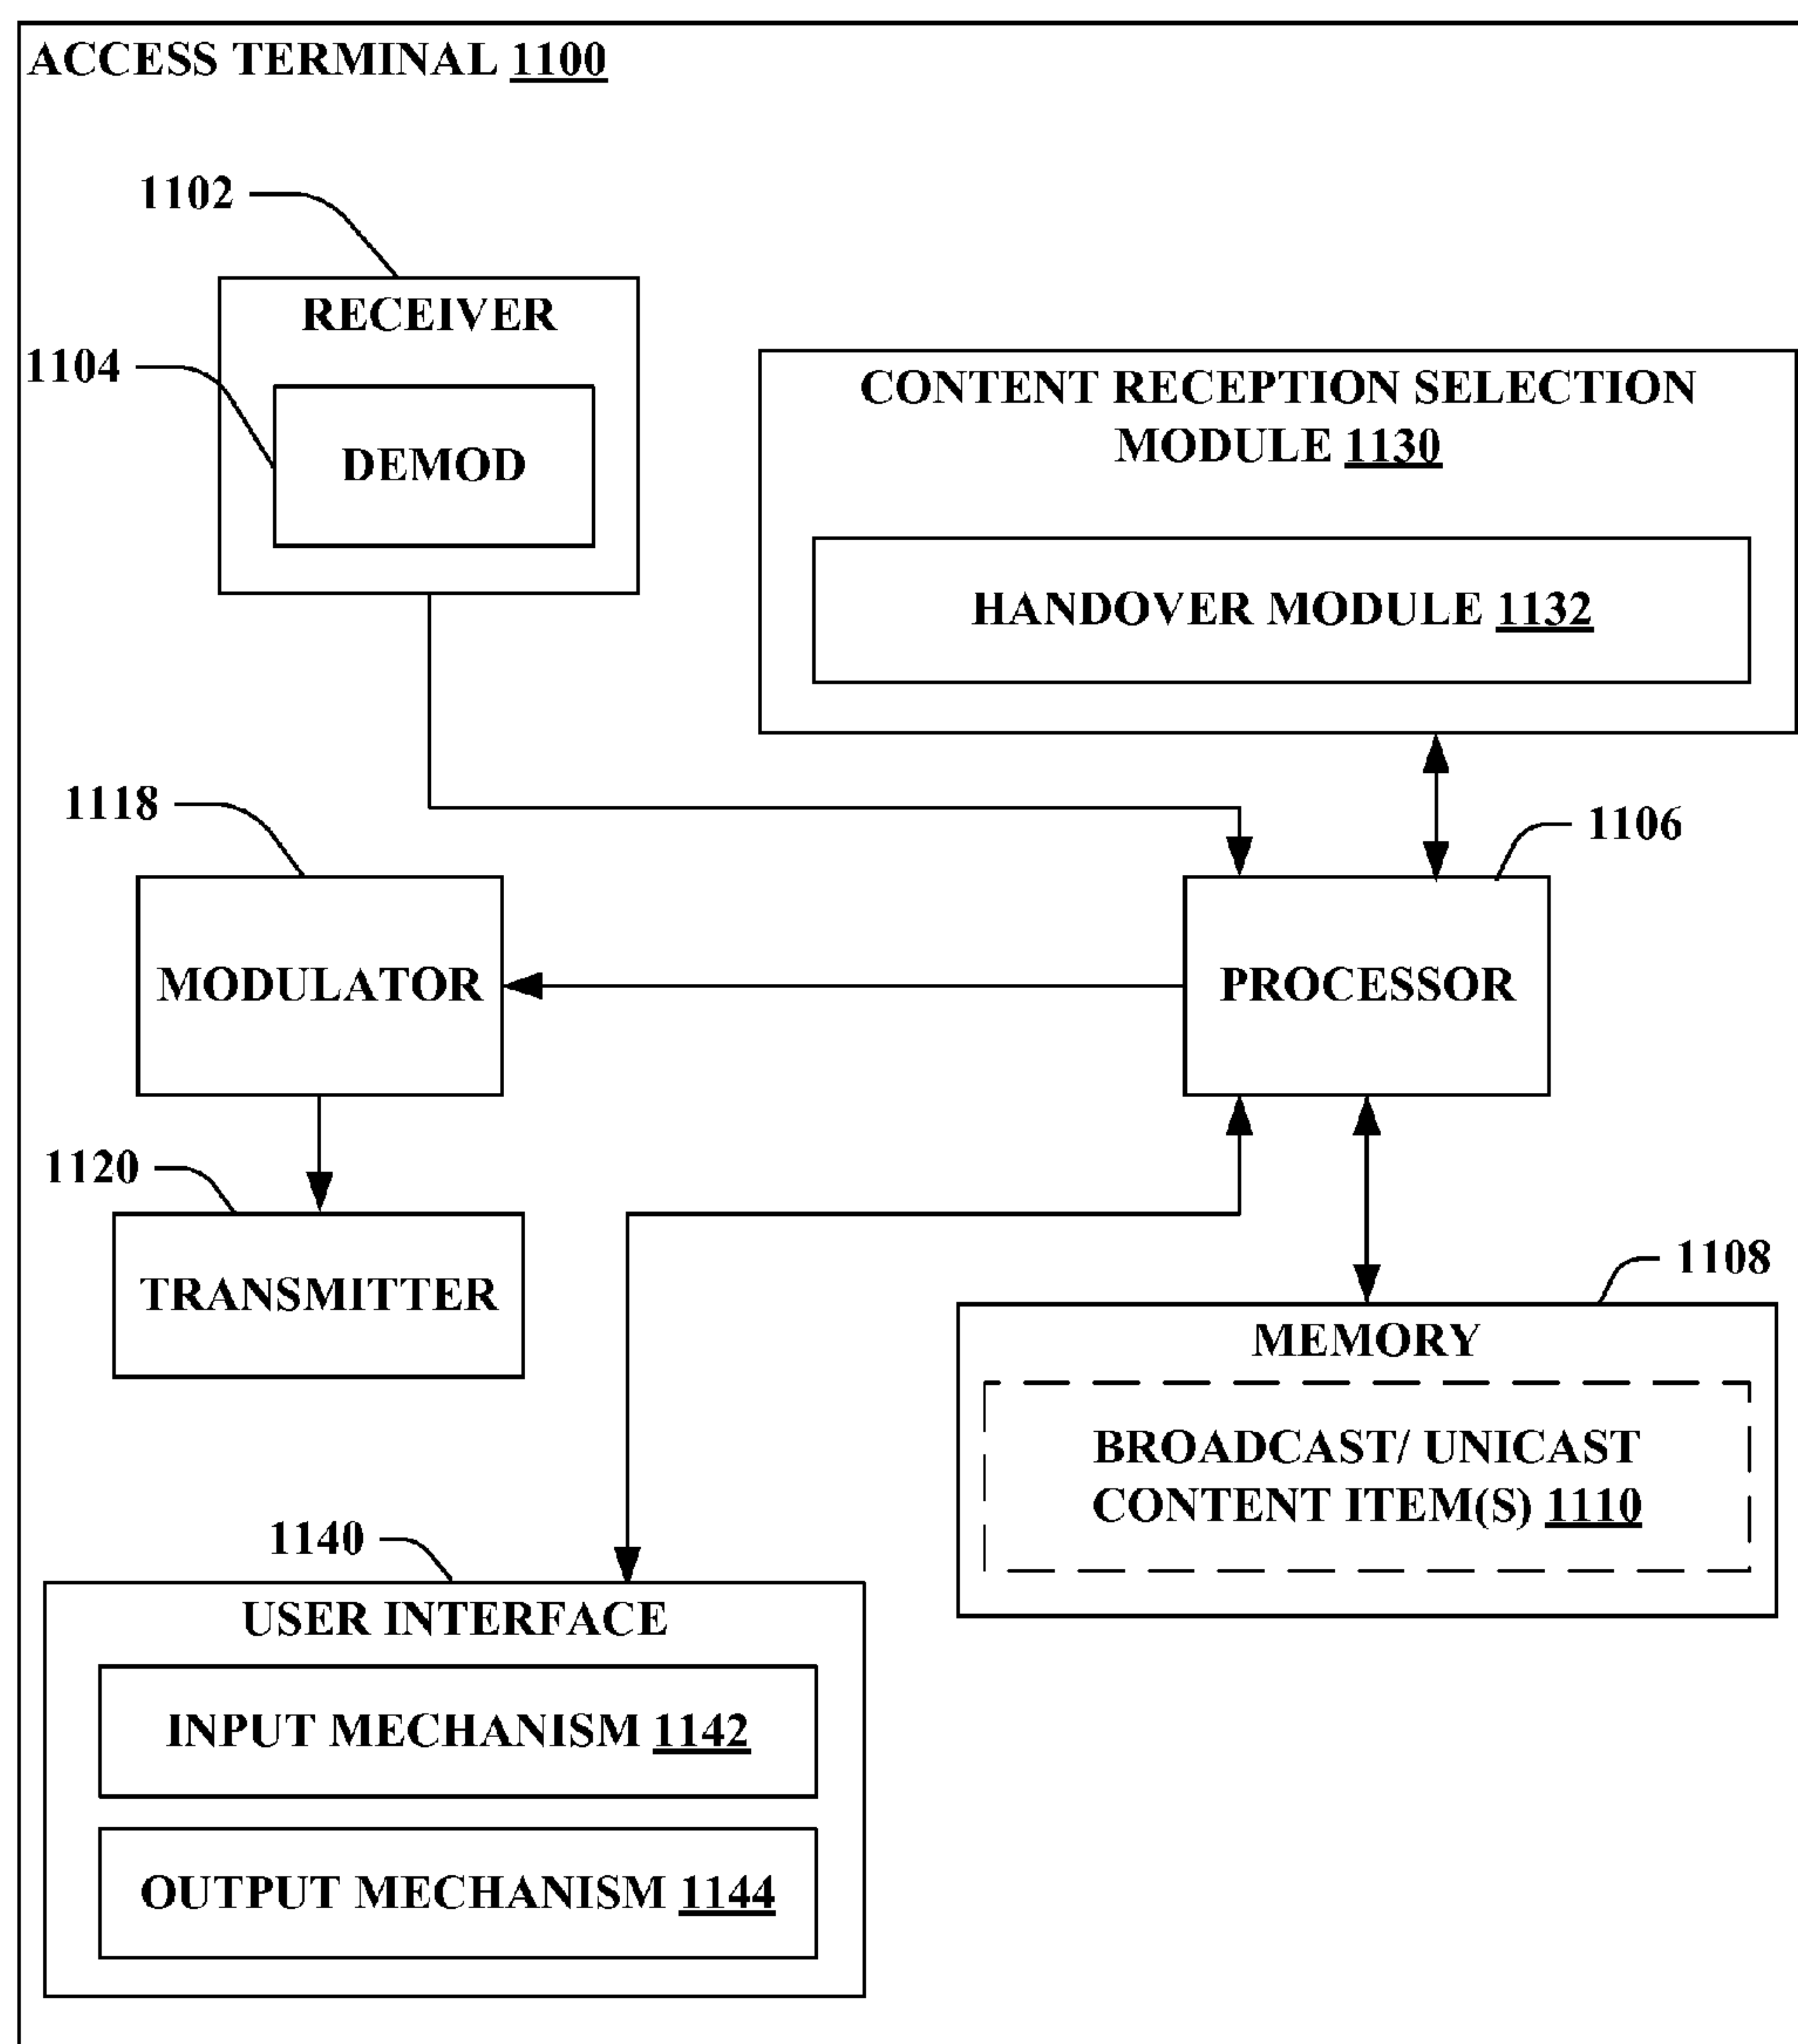 ACCESS TERMINAL 1100
1102
RECEIVER
1104
DEMOD
CONTENT RECEPTION SELECTION
MODULE 1130
HANDOVER MODULE 1132
1118
1106
MODULATOR
PROCESSOR
1120
TRANSMITTER
1108
MEMORY
BROADCAST/ UNICAST
CONTENT ITEM(S) 1110
1140
USER INTERFACE
INPUT MECHANISM 1142
OUTPUT MECHANISM 1144